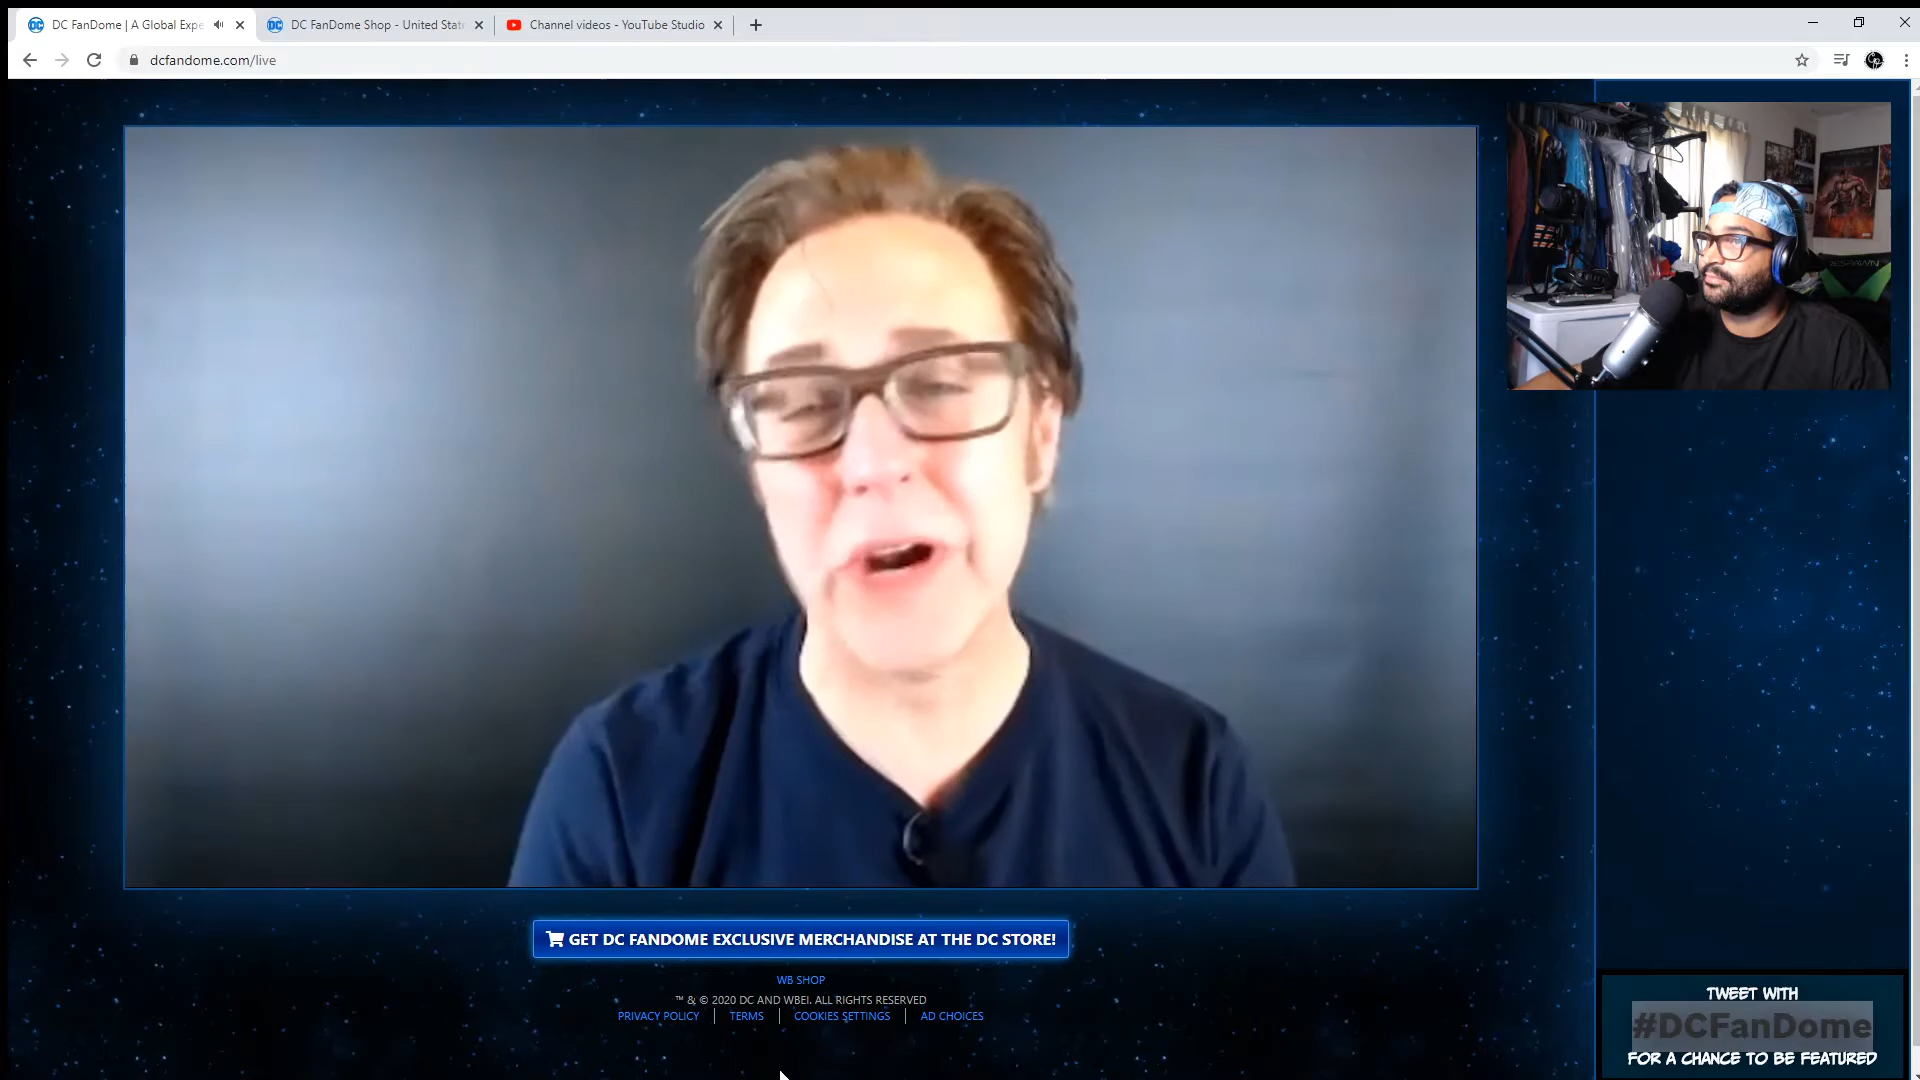 DC FanDome | A Global Expe
DC FanDome Shop - United State
Channel videos - YouTube Studio
dcfandome.com/live
GET DC FANDOME EXCLUSIVE MERCHANDISE AT THE DC STORE!
WB SHOP
™ & © 2020 DC AND WBEI. ALL RIGHTS RESERVED
PRIVACY POLICY | TERMS | COOKIES SETTINGS | AD CHOICES
TWEET WITH
#DCFanDome
FOR A CHANCE TO BE FEATURED